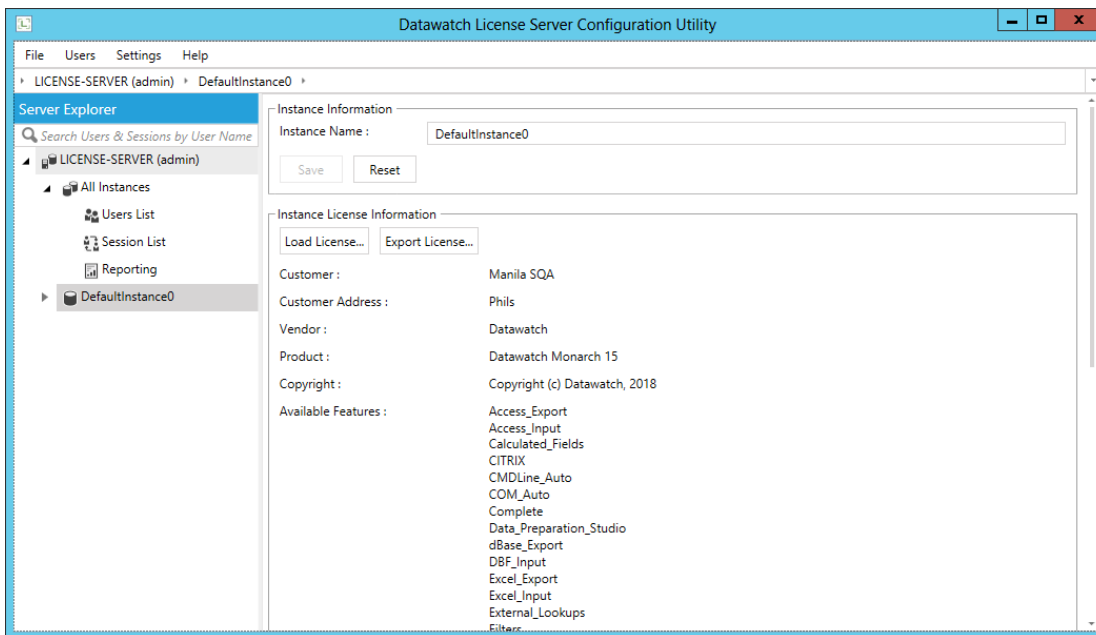 Datawatch License Server Configuration Utility
File Users Settings Help
LICENSE-SERVER (admin) DefaultInstance0
Server Explorer
Search Users & Sessions by User Name
LICENSE-SERVER (admin)
All Instances
Users List
Session List
Reporting
DefaultInstance0
Instance Information
Instance Name : DefaultInstance0
Save Reset
Instance License Information
Load License... Export License...
Customer : Manila SQA
Customer Address : Phils
Vendor : Datawatch
Product : Datawatch Monarch 15
Copyright : Copyright (c) Datawatch, 2018
Available Features : Access_Export
Access_Input
Calculated_Fields
CITRIX
CMDLine_Auto
COM_Auto
Complete
Data_Preparation_Studio
dBase_Export
DBF_Input
Excel_Export
Excel_Input
External_Lookups
Filters